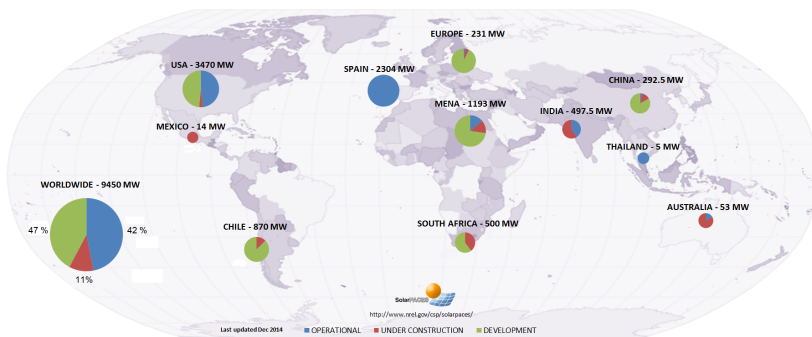 EUROPE - 231 MW
USA - 3470 MW
SPAIN - 2304 MW
CHINA - 292.5MW
MENA - 1193 MW
INDIA - 497.5 MW
MEXICO - 14 MW
THAILAND - 5 MW
WORLDWIDE - 9450 MW
AUSTRALIA - 53 MW
47 %
42 %
CHILE - 870 MW
SOUTH AFRICA - 500 MW
11%
SolarPACES
http://www.nrel.gov/csp/solarpaces/
Last updated Dec 2014
OPERATIONAL
UNDER CONSTRUCTION
DEVELOPMENT